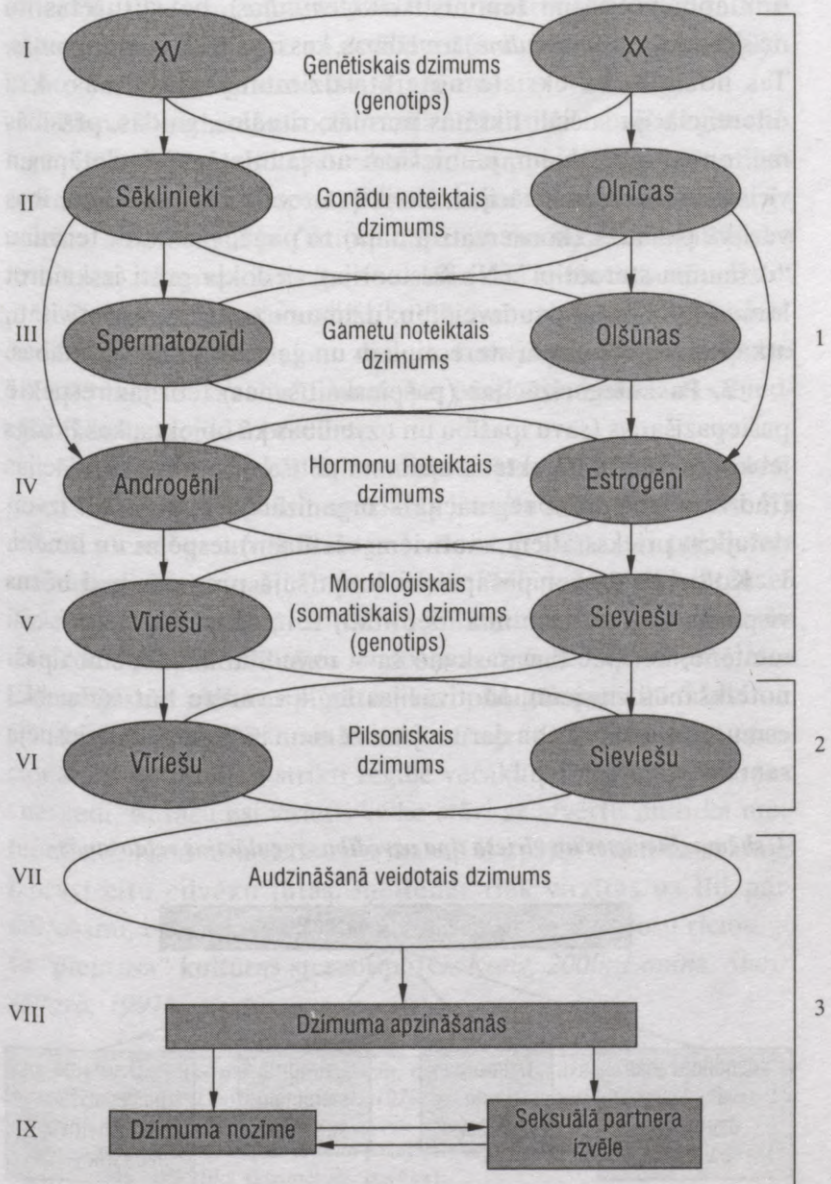 I
XV
Ģenētiskais dzimums
(genotips)
XX
II
Sēklinieki
Gonādu noteiktais
dzimums
Olnīcas
III
Spermatozoīdi
Gametu noteiktais
dzimums
Olšūnas
1
IV
Androgēni
Hormonu noteiktais
dzimums
Estrogēni
V
Vīriešu
Morfoloģiskais
(somatiskais) dzimums
(genotips)
Sieviešu
VI
Vīriešu
Pilsoniskais
dzimums
Sieviešu
2
VII
Audzināšanā veidotais dzimums
VIII
Dzimuma apzināšanās
3
IX
Dzimuma nozīme
Seksuālā partnera
izvēle